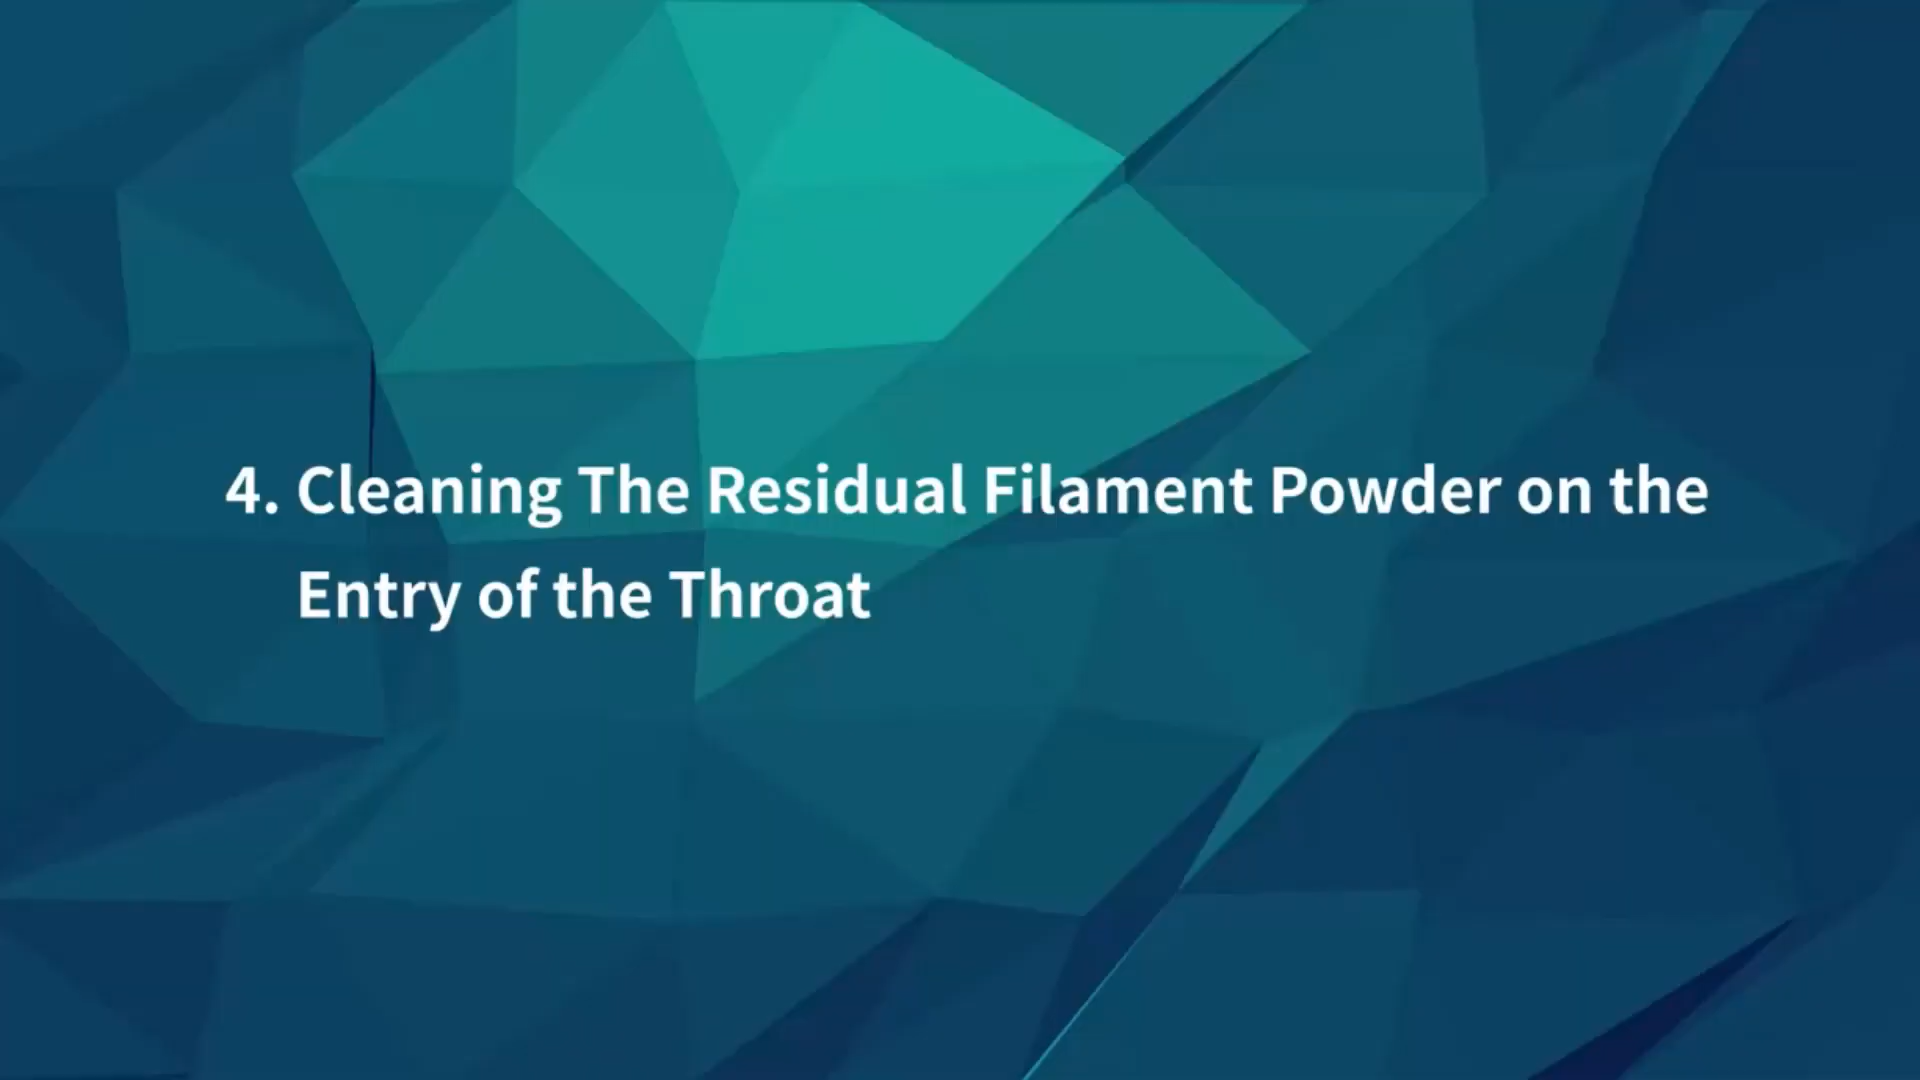 4. Cleaning The Residual Filament Powder on the
Entry of the Throat